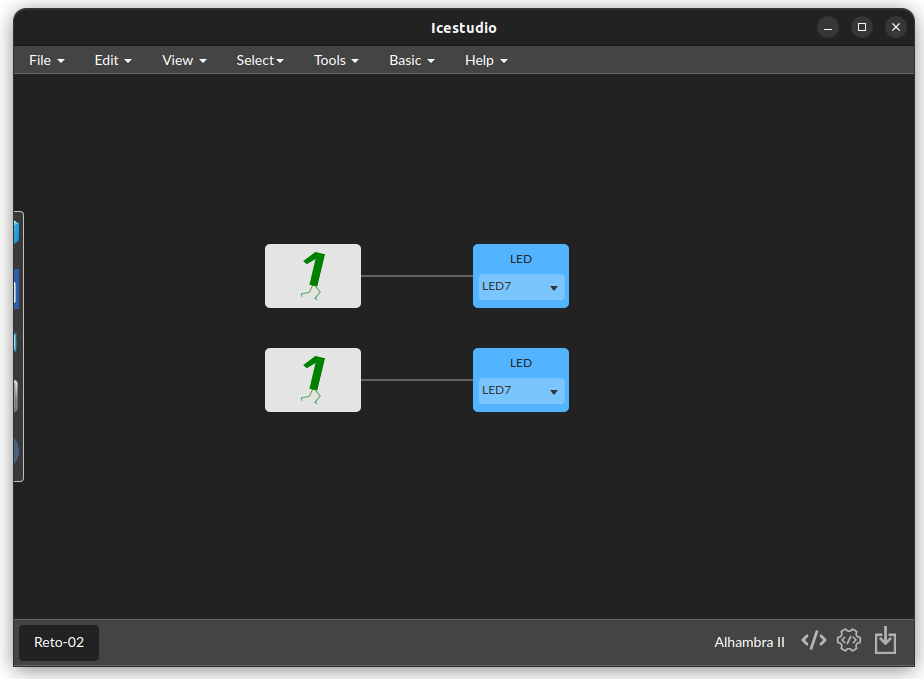 Icestudio
File Edit View Select Tools Basic Help
1
LED
LED7
1
LED
LED7
Reto-02
Alhambra II